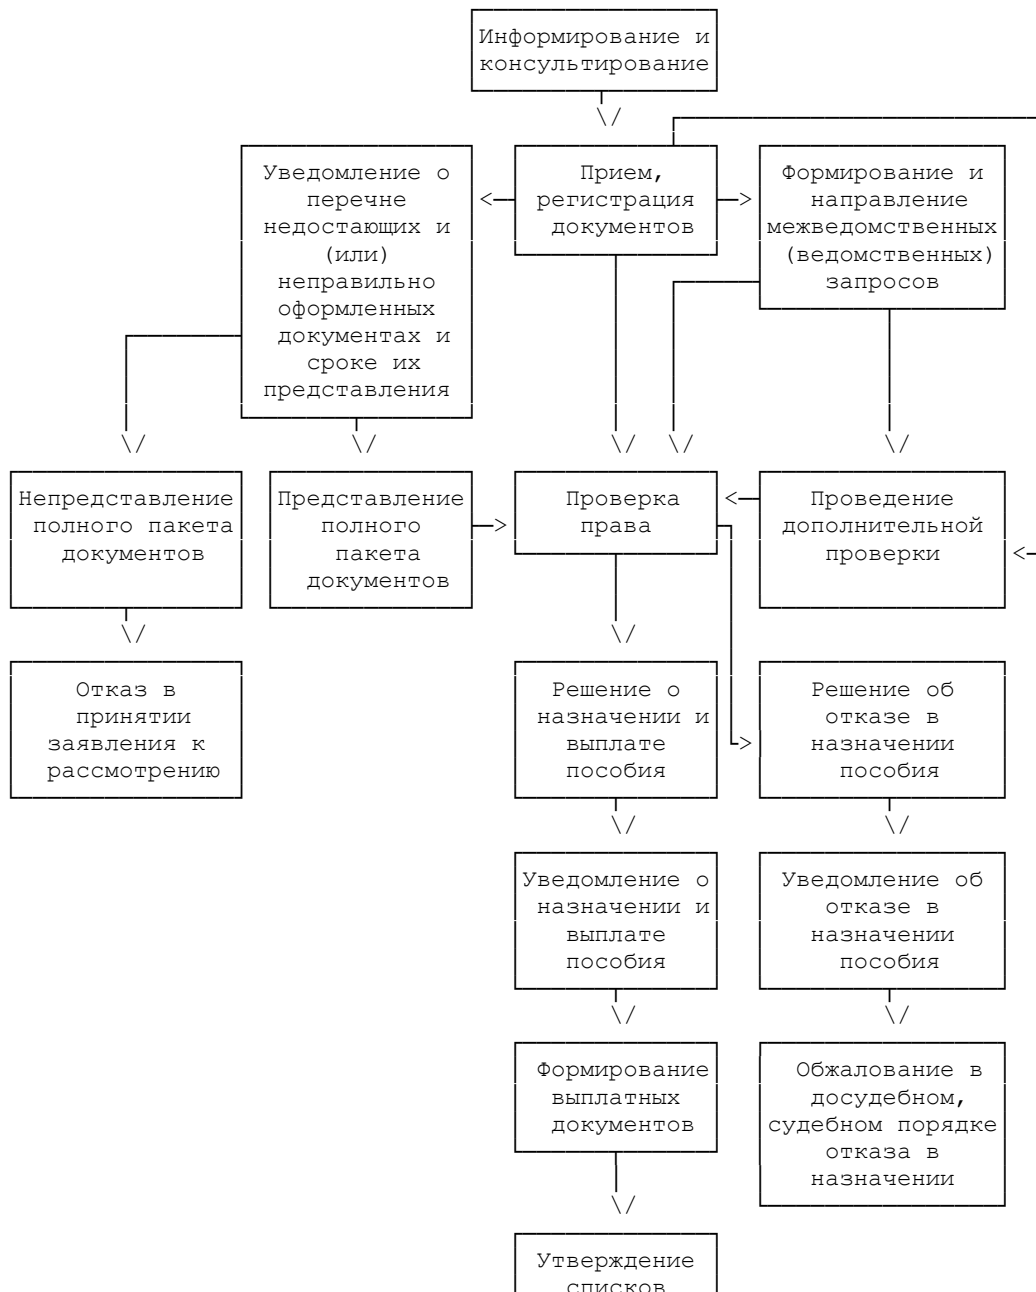 Информирование и
консультирование
Уведомление о
перечне
недостающих и
(или)
неправильно
оформленных
документах и
сроке их
представления
Прием,
регистрация
документов
Формирование и
направление
межведомственных
(ведомственных)
запросов
Непредставление
полного пакета
документов
Представление
полного
пакета
документов
Проверка
права
Проведение
дополнительной
проверки
Отказ в
принятии
заявления к
рассмотрению
Решение о
назначении и
выплате
пособия
Решение об
отказе в
назначении
пособия
Уведомление о
назначении и
выплате
пособия
Уведомление об
отказе в
назначении
пособия
Формирование
выплатных
документов
Обжалование в
досудебном,
судебном порядке
отказа в
назначении
Утверждение
списков